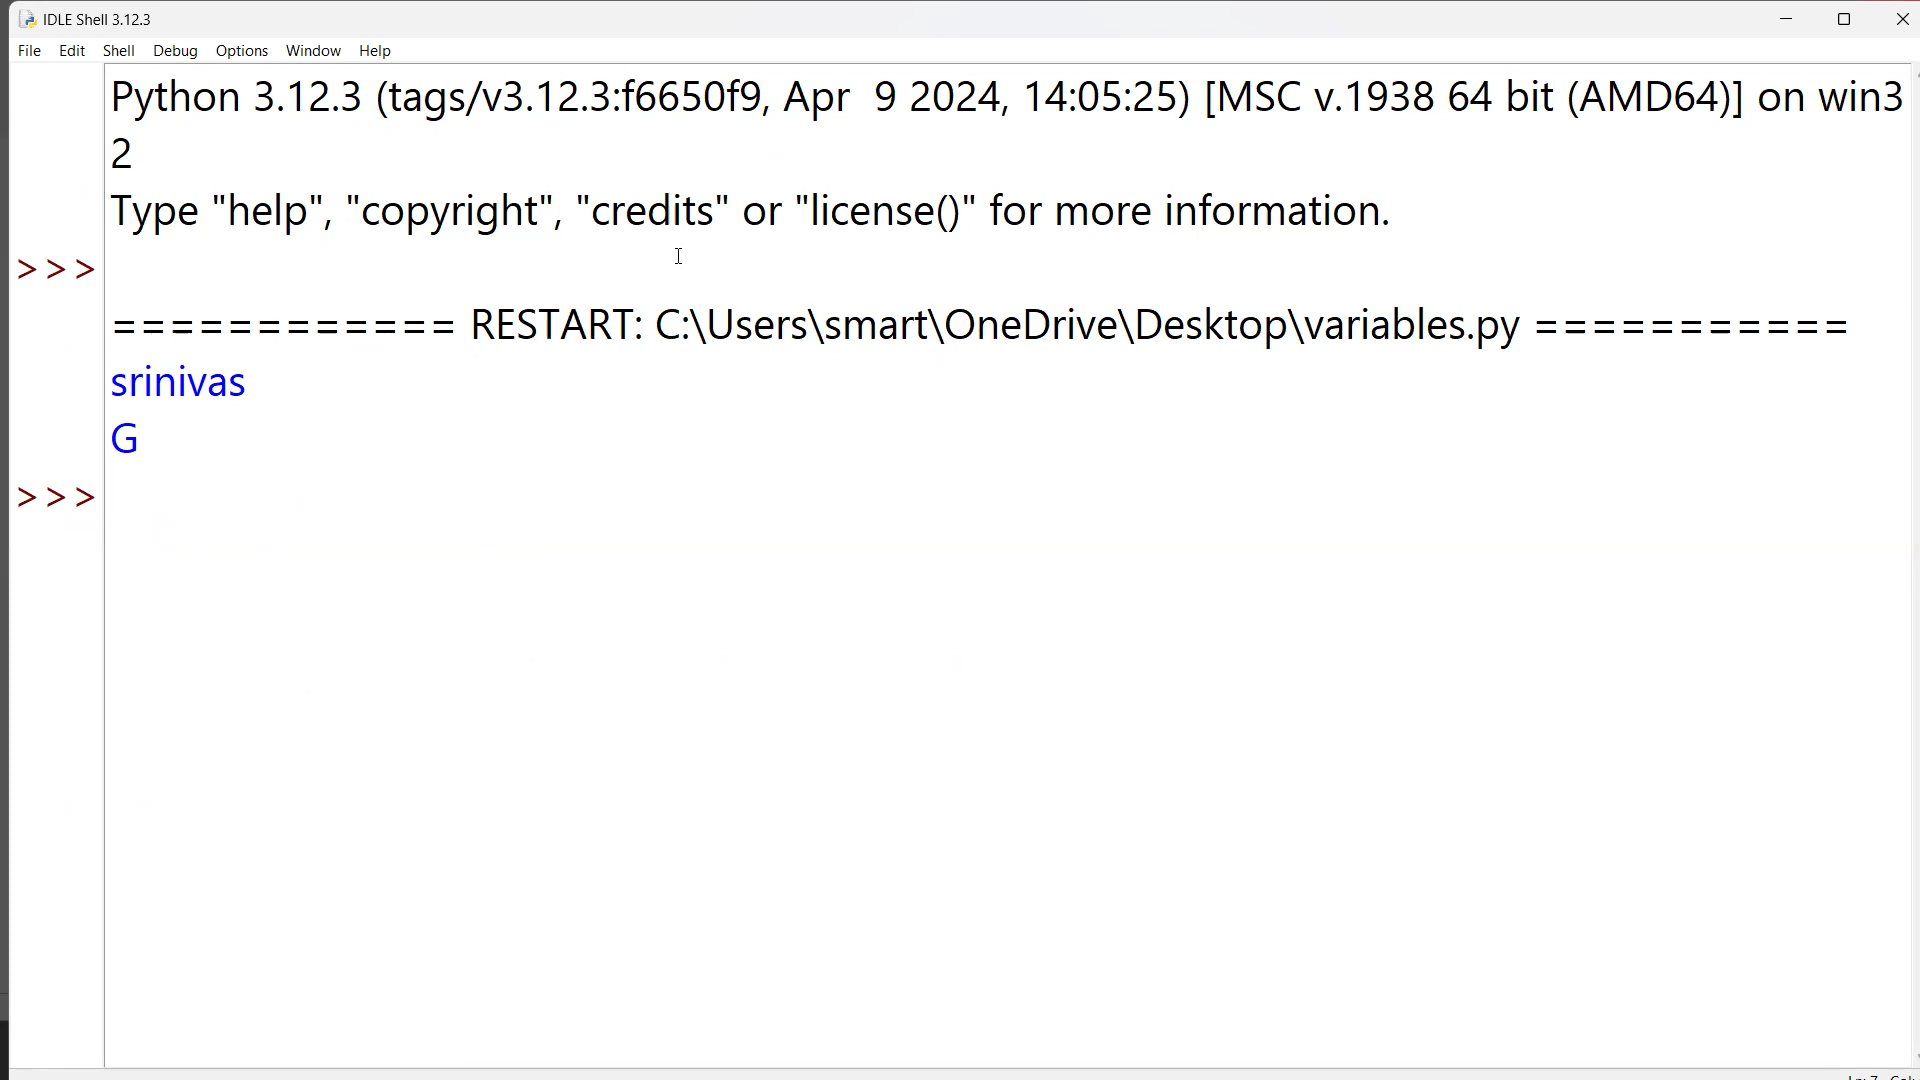 IDLE Shell 3.12.3
File Edit Shell Debug Options Window Help
Python 3.12.3 (tags/v3.12.3:f6650f9, Apr  9 2024, 14:05:25) [MSC v.1938 64 bit (AMD64)] on win3
2
Type "help", "copyright", "credits" or "license()" for more information.
>>>
============ RESTART: C:\Users\smart\OneDrive\Desktop\variables.py ===========
srinivas
G
>>>